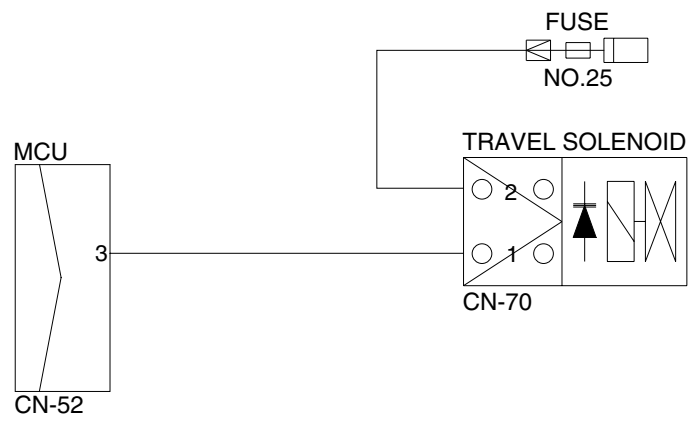 FUSE
NO.25
TRAVEL SOLENOID
MCU
2
3
1
CN-70
CN-52